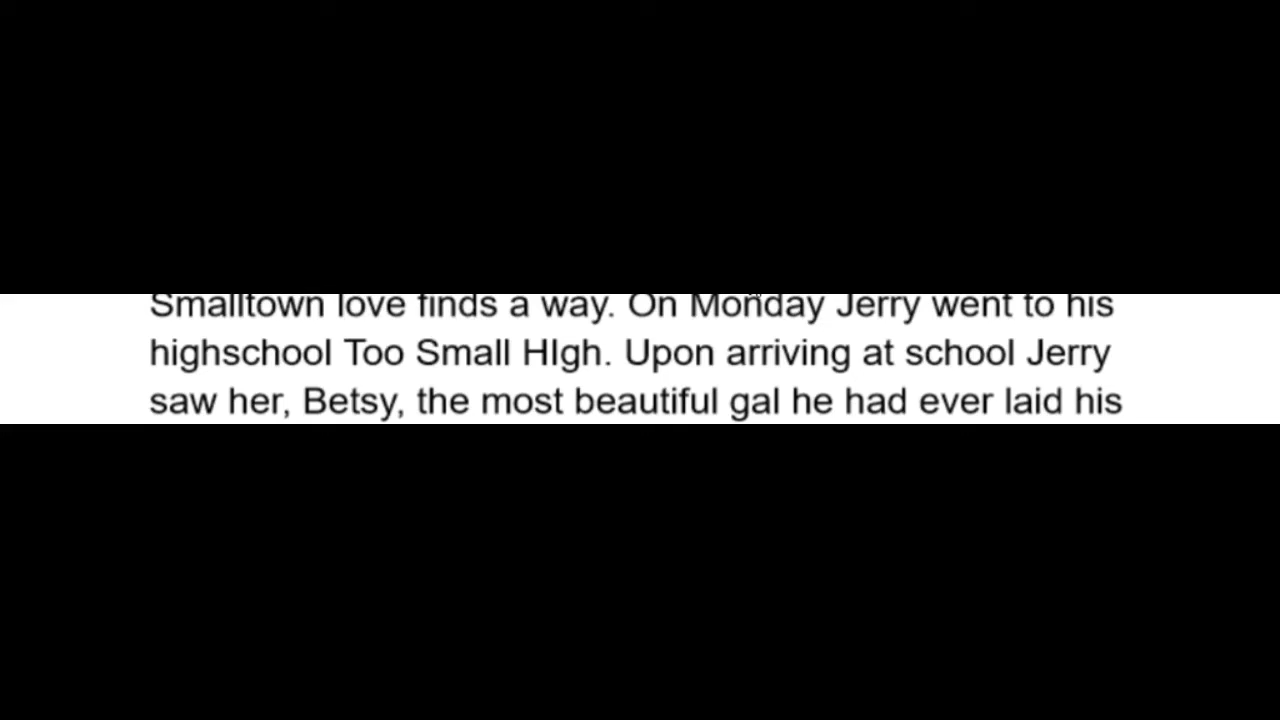 Smalltown love finds a way. On Monday Jerry went to his
highschool Too Small HIgh. Upon arriving at school Jerry
saw her, Betsy, the most beautiful gal he had ever laid his